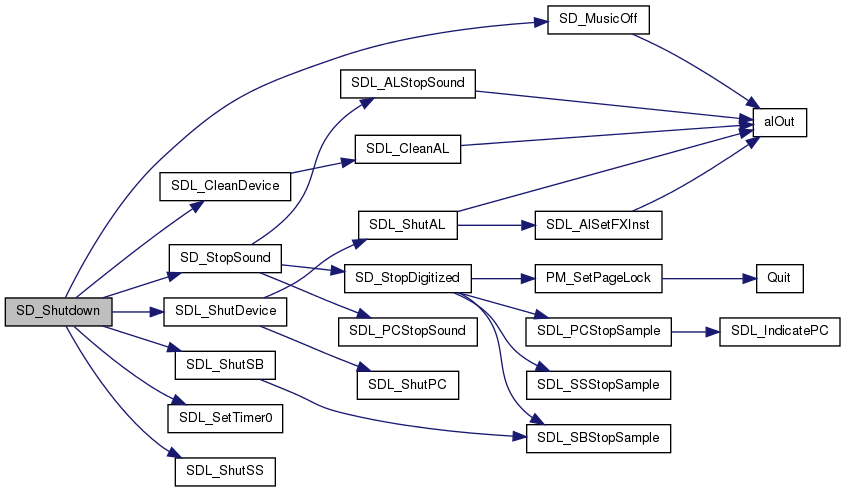 SD_MusicOff
SDL_ALStopSound
alOut
SDL_CleanAL
SDL_CleanDevice
SDL_ShutAL
SDL_AlSetFXInst
SD_StopSound
SD_StopDigitized
PM_SetPageLock
Quit
SD_Shutdown
SDL_ShutDevice
SDL_PCStopSound
SDL_PCStopSample
SDL_IndicatePC
SDL_ShutSB
SDL_ShutPC
SDL_SSStopSample
SDL_SetTimer0
SDL_SBStopSample
SDL_ShutSS